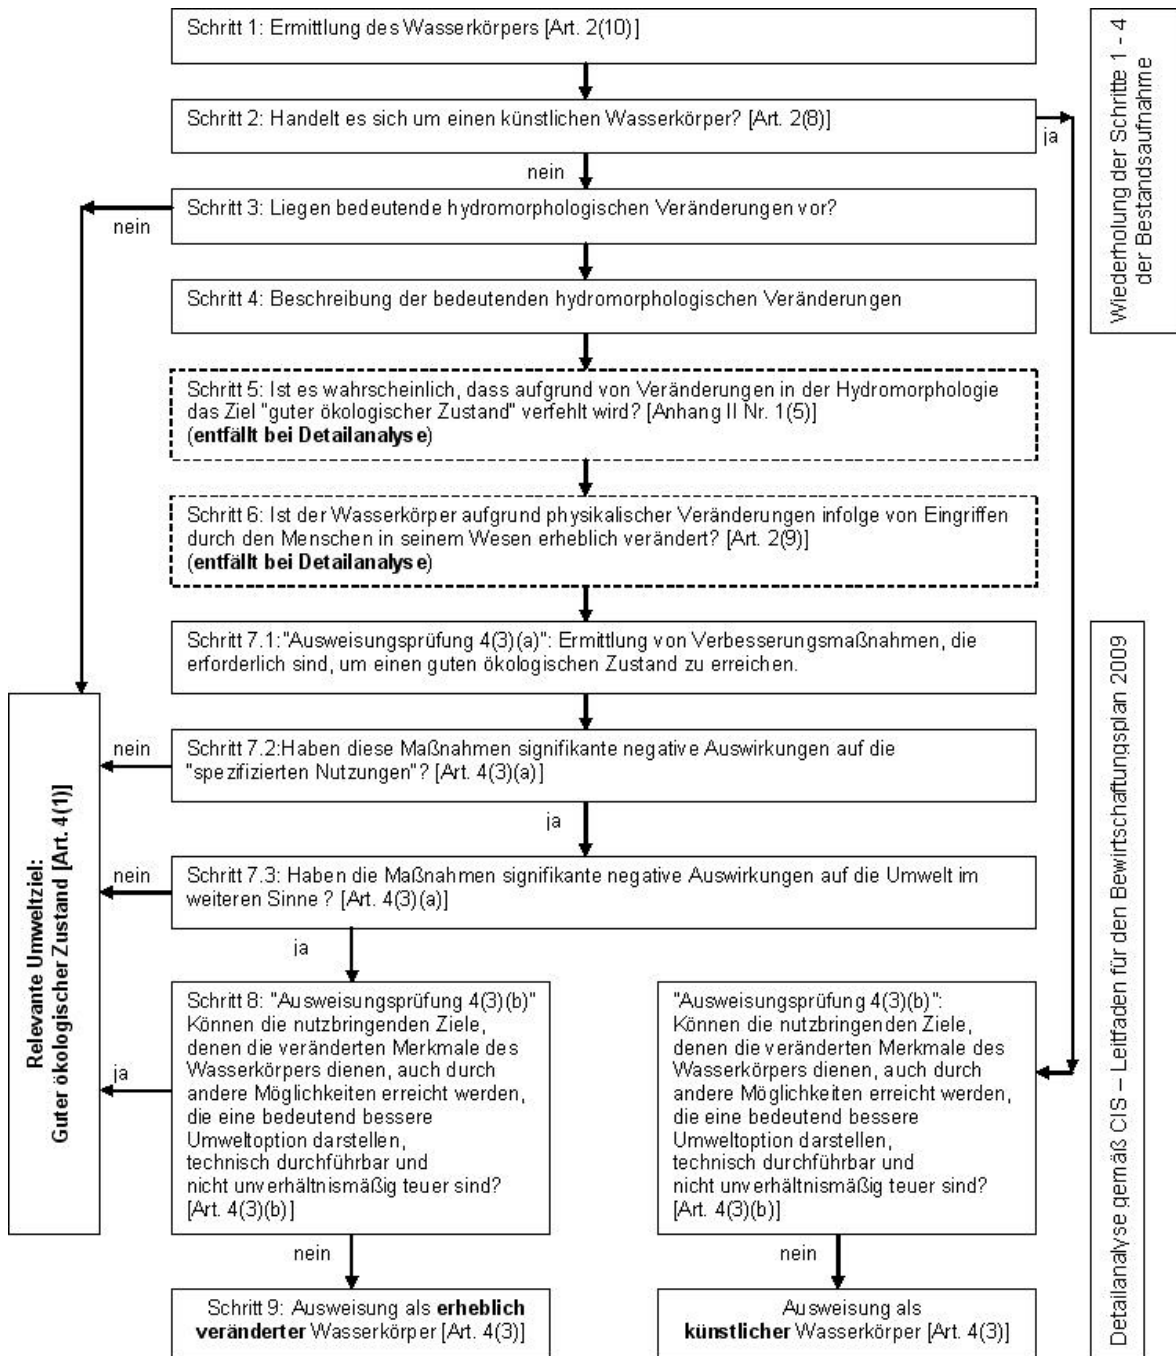 Schritt 1: Ermittlung des Wasserkörpers [Art. 2(10)]
Schritt 2: Handelt es sich um einen künstlichen Wasserkörper? [Art. 2(8)]
ja
nein
Schritt 3: Liegen bedeutende hydromorphologischen Veränderungen vor?
nein
Schritt 4: Beschreibung der bedeutenden hydromorphologischen Veränderungen
Wiederholung der Schritte 1 - 4
der Bestandsaufnahme
Schritt 5: Ist es wahrscheinlich, dass aufgrund von Veränderungen in der Hydromorphologie
das Ziel "guter ökologischer Zustand" verfehlt wird? [Anhang II Nr. 1(5)]
(entfällt bei Detailanalyse)
Schritt 6: Ist der Wasserkörper aufgrund physikalischer Veränderungen infolge von Eingriffen
durch den Menschen in seinem Wesen erheblich verändert? [Art. 2(9)]
(entfällt bei Detailanalyse)
Schritt 7.1:"Ausweisungsprüfung 4(3)(a)": Ermittlung von Verbesserungsmaßnahmen, die
erforderlich sind, um einen guten ökologischen Zustand zu erreichen.
Schritt 7.2:Haben diese Maßnahmen signifikante negative Auswirkungen auf die
"spezifizierten Nutzungen"? [Art. 4(3)(a)]
nein
ja
Schritt 7.3: Haben die Maßnahmen signifikante negative Auswirkungen auf die Umwelt im
weiteren Sinne ? [Art. 4(3)(a)]
nein
ja
Relevante Umweltziel:
Guter ökologischer Zustand [Art. 4(1)]
Schritt 8: "Ausweisungsprüfung 4(3)(b)"
Können die nutzbringenden Ziele,
denen die veränderten Merkmale des
Wasserkörpers dienen, auch durch
andere Möglichkeiten erreicht werden,
die eine bedeutend bessere
Umweltoption darstellen,
technisch durchführbar und
nicht unverhältnismäßig teuer sind?
[Art. 4(3)(b)]
ja
nein
"Ausweisungsprüfung 4(3)(b)":
Können die nutzbringenden Ziele,
denen die veränderten Merkmale des
Wasserkörpers dienen, auch durch
andere Möglichkeiten erreicht werden,
die eine bedeutend bessere
Umweltoption darstellen,
technisch durchführbar und
nicht unverhältnismäßig teuer sind?
[Art. 4(3)(b)]
nein
Schritt 9: Ausweisung als erheblich
veränderter Wasserkörper [Art. 4(3)]
Ausweisung als
künstlicher Wasserkörper [Art. 4(3)]
Detailanalyse gemäß CIS – Leitfaden für den Bewirtschaftungsplan 2009